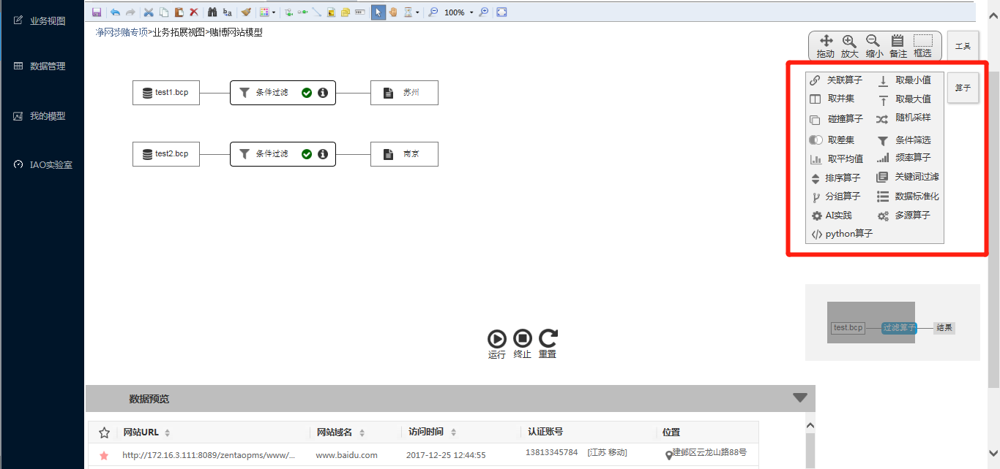 业务视图
数据管理
我的模型
IAO实验室
100%
净网涉赌专项>业务拓展视图>赌博网站模型
拖动 放大 缩小 备注 框选
工具
test1.bcp 条件过滤 苏州
test2.bcp 条件过滤 南京
算子
关联算子 取最小值
取并集 取最大值
碰撞算子 随机采样
取差集 条件筛选
取平均值 频率算子
排序算子 关键词过滤
分组算子 数据标准化
AI实践 多源算子
python算子
test.bcp 过滤算子 结果
运行 终止 重置
数据预览
网站URL 网站域名 访问时间 认证账号 位置
http://172.16.3.111:8089/zentaopms/www/... www.baidu.com 2017-12-25 12:44:55 13813345784 [江苏 移动] 建邺区云龙山路88号